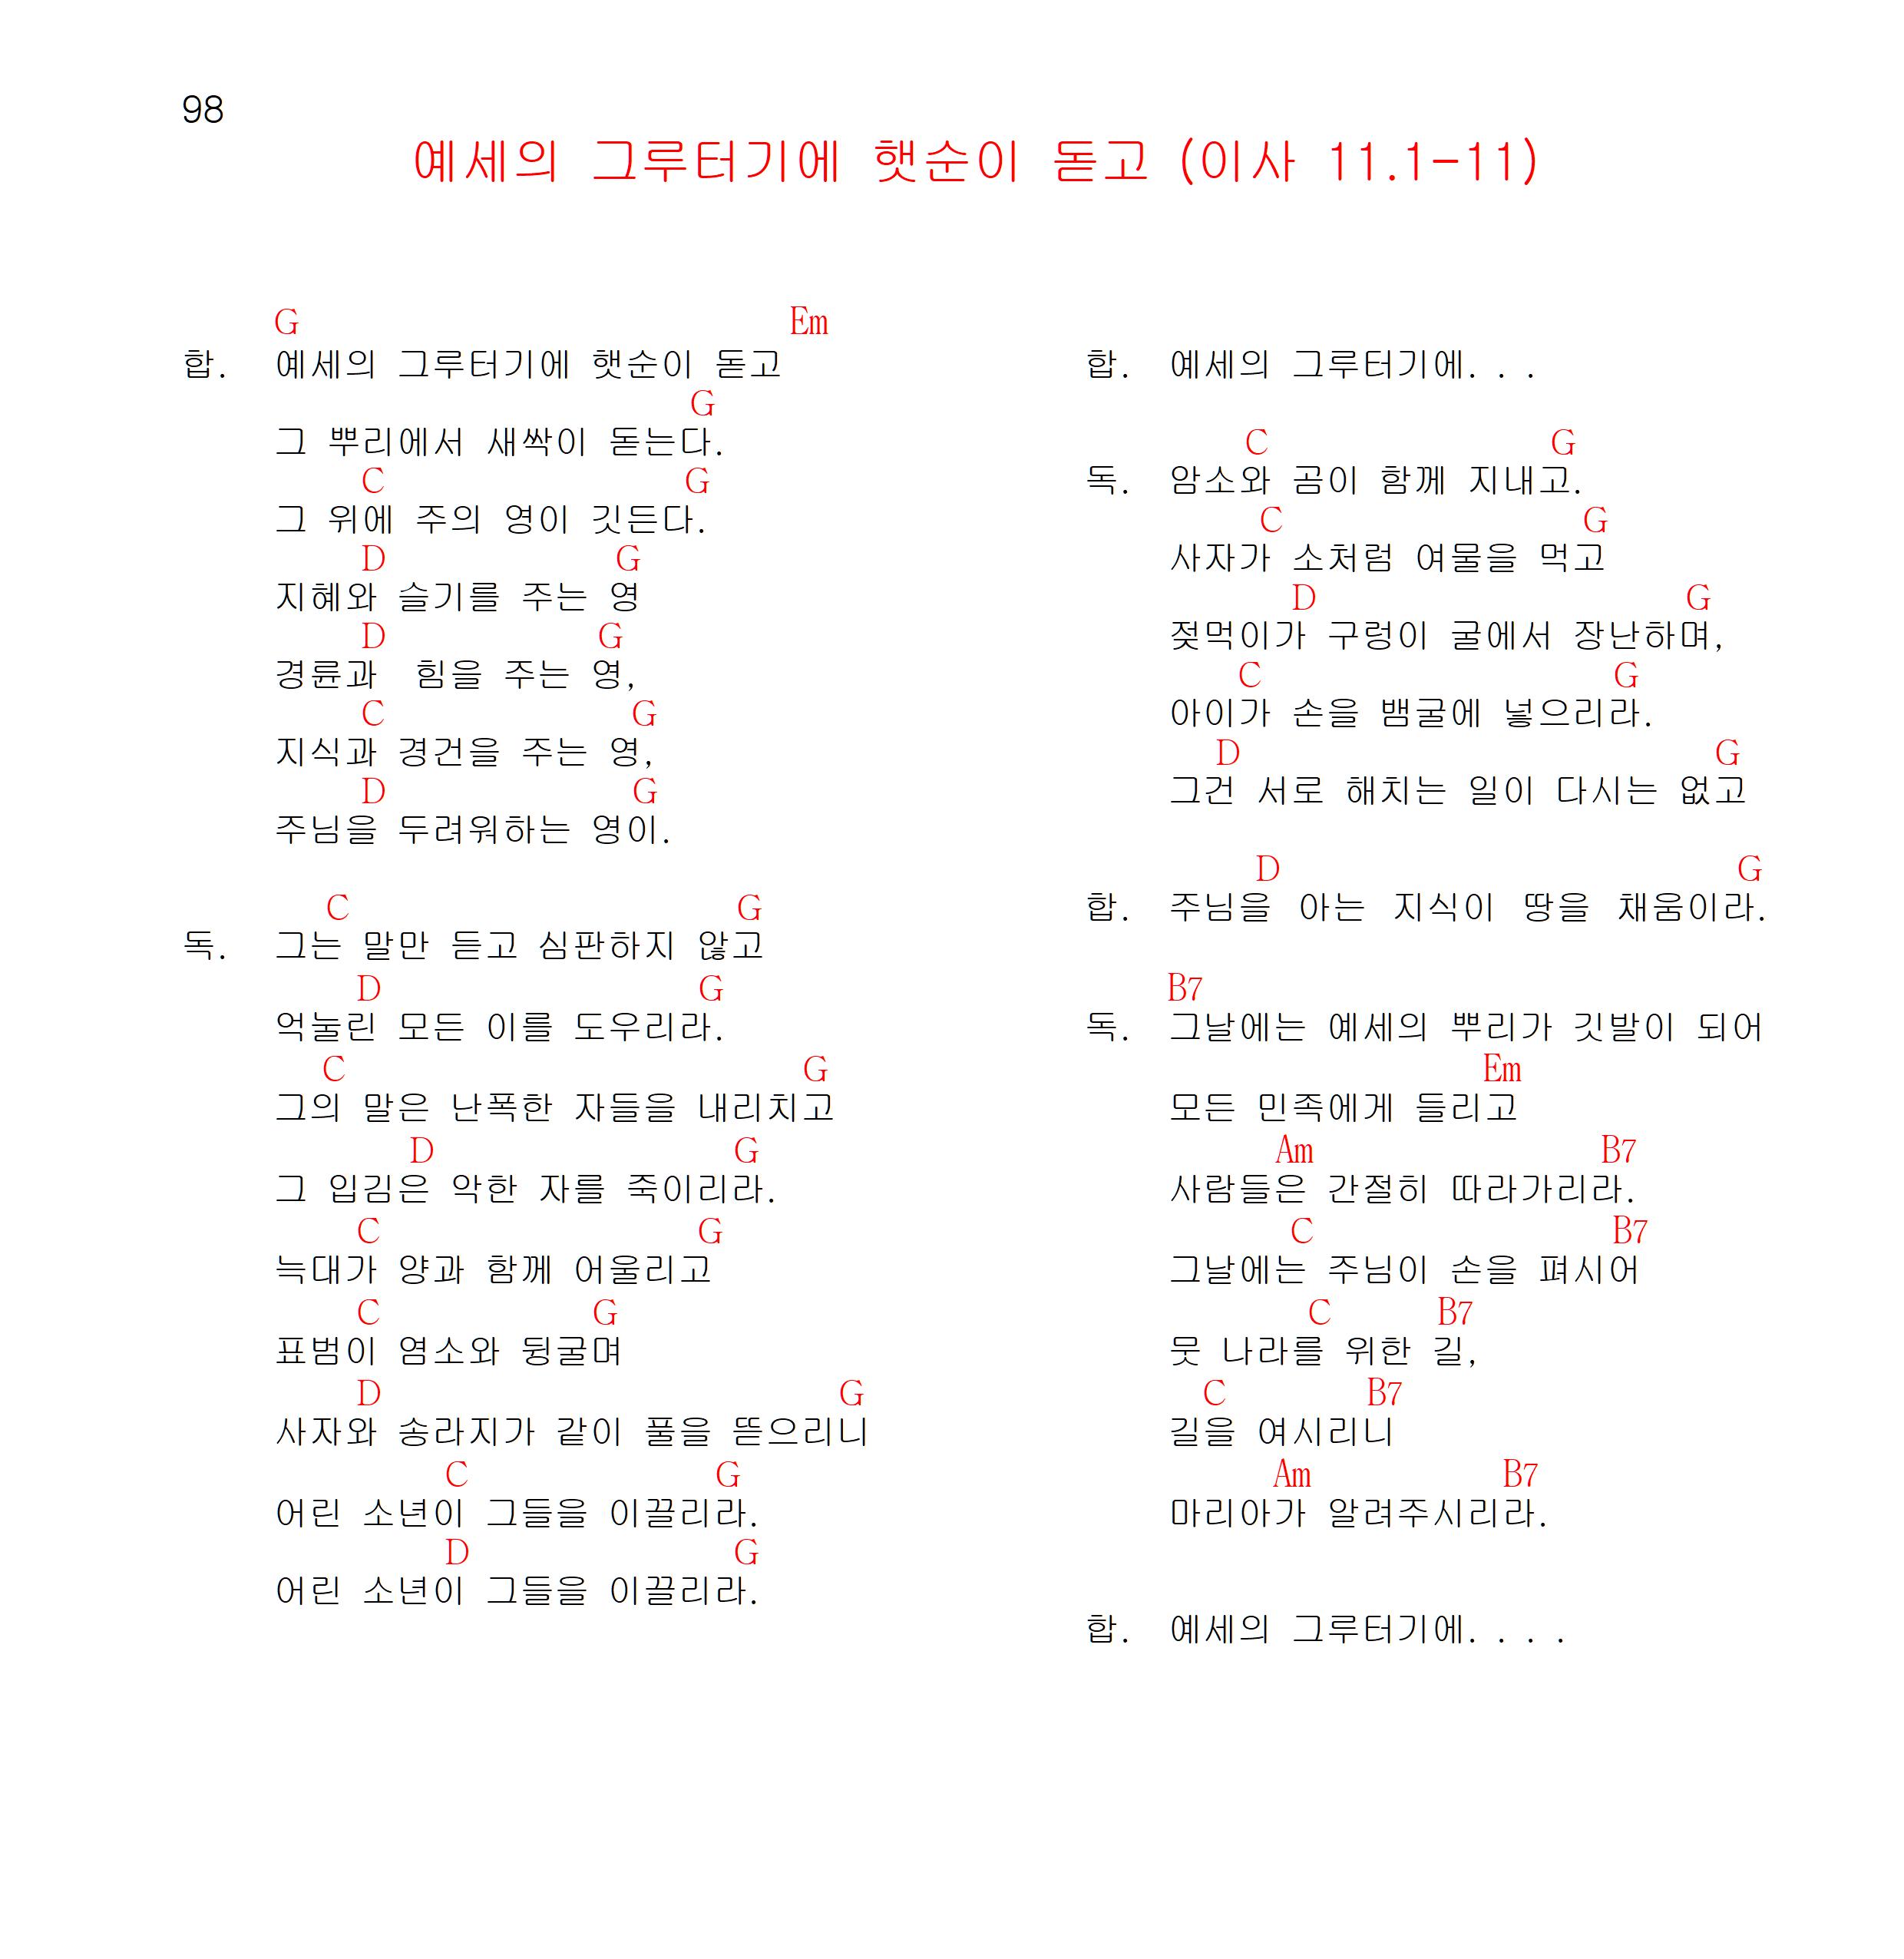 98
예세의 그루터기에 햇순이 돋고 (이사 11.1-11)
G Em
합. 예세의 그루터기에 햇순이 돋고
G
그 뿌리에서 새싹이 돋는다.
C G
그 위에 주의 영이 깃든다.
D G
지혜와 슬기를 주는 영
D G
경륜과 힘을 주는 영,
C G
지식과 경건을 주는 영,
D G
주님을 두려워하는 영이.
C G
독. 그는 말만 듣고 심판하지 않고
D G
억눌린 모든 이를 도우리라.
C G
그의 말은 난폭한 자들을 내리치고
D G
그 입김은 악한 자를 죽이리라.
C G
늑대가 양과 함께 어울리고
C G
표범이 염소와 뒹굴며
D G
사자와 송라지가 같이 풀을 뜯으리니
C G
어린 소년이 그들을 이끌리라.
D G
어린 소년이 그들을 이끌리라.
합. 예세의 그루터기에. . .
C G
독. 암소와 곰이 함께 지내고.
C G
사자가 소처럼 여물을 먹고
D G
젖먹이가 구렁이 굴에서 장난하며,
C G
아이가 손을 뱀굴에 넣으리라.
D G
그건 서로 해치는 일이 다시는 없고
D G
합. 주님을 아는 지식이 땅을 채움이라.
B7
독. 그날에는 예세의 뿌리가 깃발이 되어
Em
모든 민족에게 들리고
Am B7
사람들은 간절히 따라가리라.
C B7
그날에는 주님이 손을 펴시어
C B7
뭇 나라를 위한 길,
C B7
길을 여시리니
Am B7
마리아가 알려주시리라.
합. 예세의 그루터기에. . . .